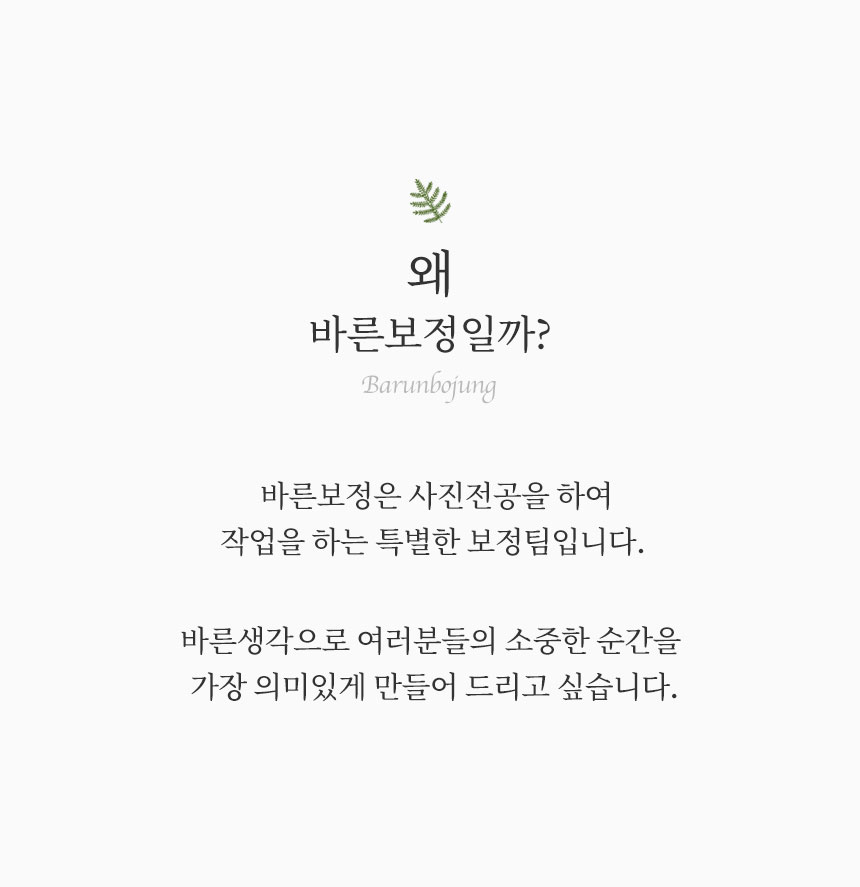 왜
바른보정일까?
Barunbojung
바른보정은 사진전공을 하여
작업을 하는 특별한 보정팀입니다.
바른생각으로 여러분들의 소중한 순간을
가장 의미있게 만들어 드리고 싶습니다.